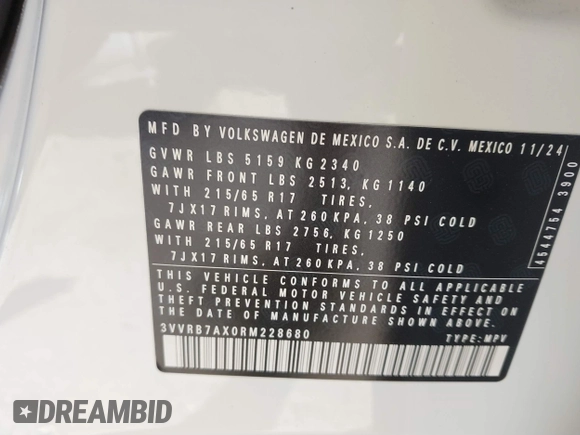 MFD BY VOLKSWAGEN DE MEXICO S.A. DE C.V. MEXICO 11/24
GVWR LBS 5159 KG 2340
GAWR FRONT LBS 2513, KG 1140
WITH 215/65 R17 TIRES,
7JX17 RIMS, AT 260 KPA, 38 PSI COLD
GAWR REAR LBS 2756, KG 1250
WITH 215/65 R17 TIRES,
7JX17 RIMS, AT 260 KPA, 38 PSI COLD
THIS VEHICLE CONFORMS TO ALL APPLICABLE
U.S. FEDERAL MOTOR VEHICLE SAFETY AND
THEFT PREVENTION STANDARDS IN EFFECT ON
THE DATE OF MANUFACTURE SHOWN ABOVE
3VVRB7AX0RM228680 TYPE: MPV
4544754 3900
DREAMBID